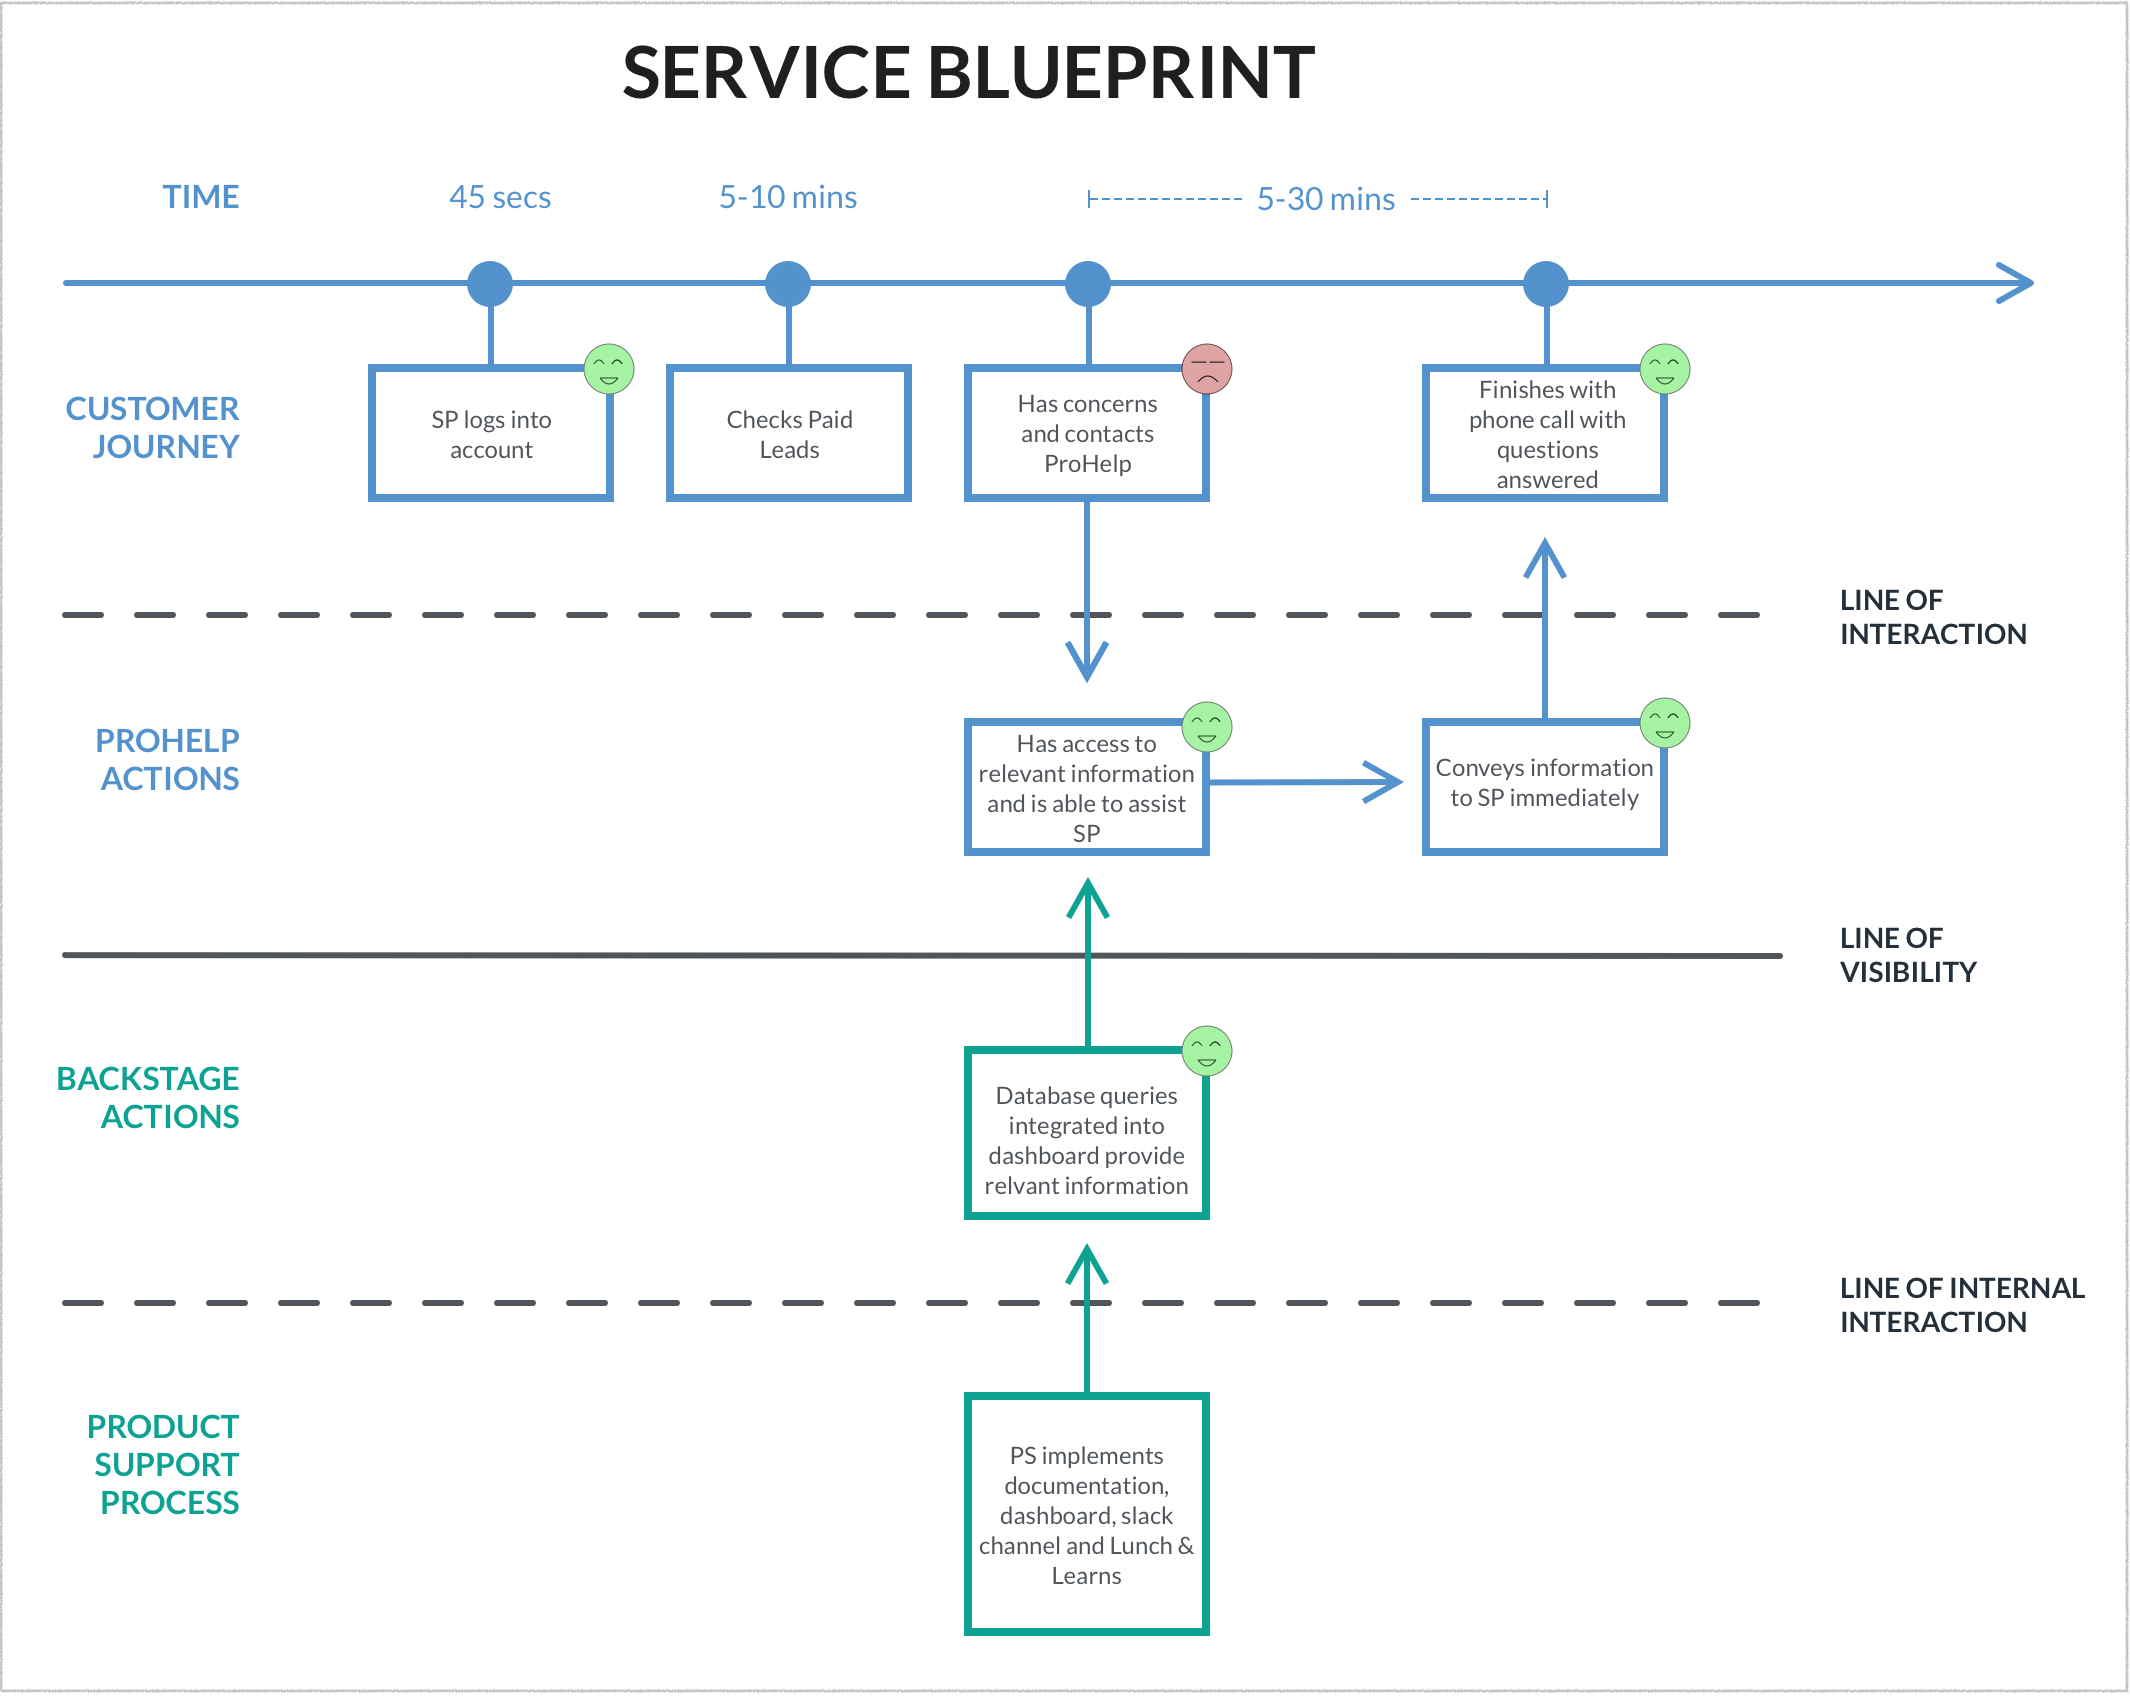 SERVICE BLUEPRINT
TIME
45 secs
5-10 mins
5-30 mins
CUSTOMER
JOURNEY
SP logs into
account
Checks Paid
Leads
Has concerns
and contacts
ProHelp
Finishes with
phone call with
questions
answered
LINE OF
INTERACTION
PROHELP
ACTIONS
Has access to
relevant information
and is able to assist
SP
Conveys information
to SP immediately
LINE OF
VISIBILITY
BACKSTAGE
ACTIONS
Database queries
integrated into
dashboard provide
relvant information
LINE OF INTERNAL
INTERACTION
PRODUCT
SUPPORT
PROCESS
PS implements
documentation,
dashboard, slack
channel and Lunch &
Learns